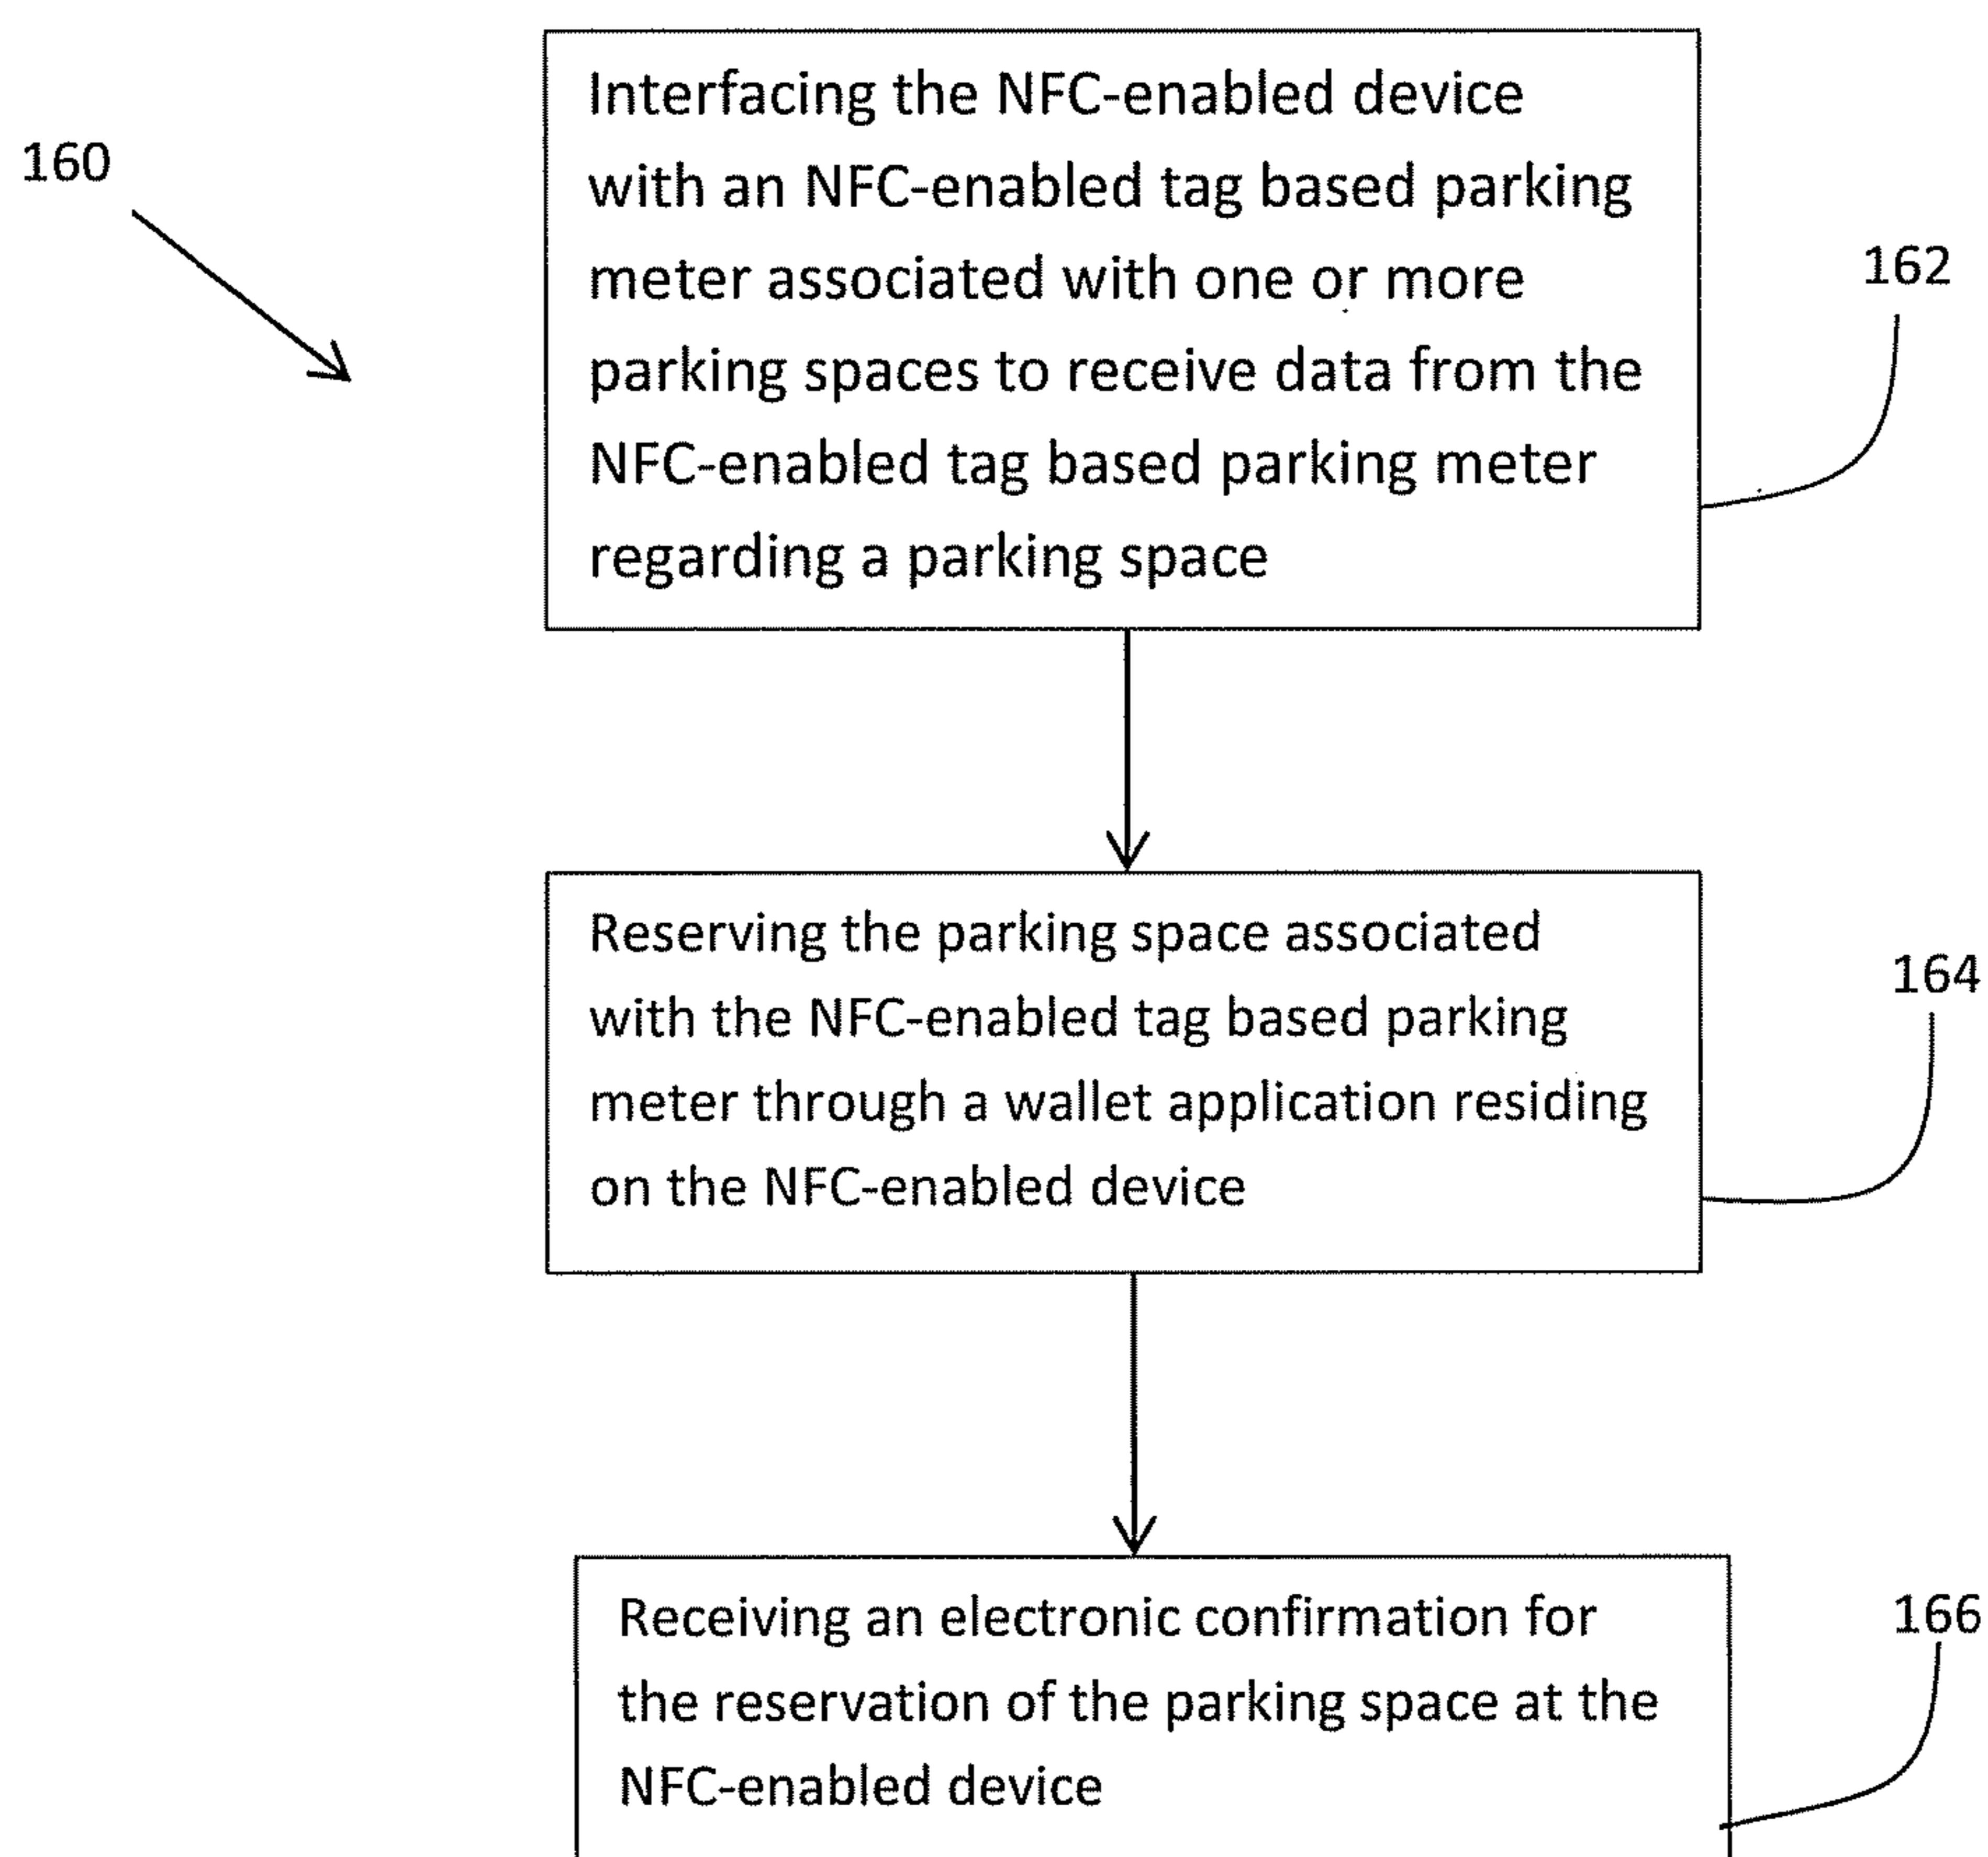 160
Interfacing the NFC-enabled device
with an NFC-enabled tag based parking
meter associated with one or more
parking spaces to receive data from the
NFC-enabled tag based parking meter
regarding a parking space
162
Reserving the parking space associated
with the NFC-enabled tag based parking
meter through a wallet application residing
on the NFC-enabled device
164
Receiving an electronic confirmation for
the reservation of the parking space at the
NFC-enabled device
166